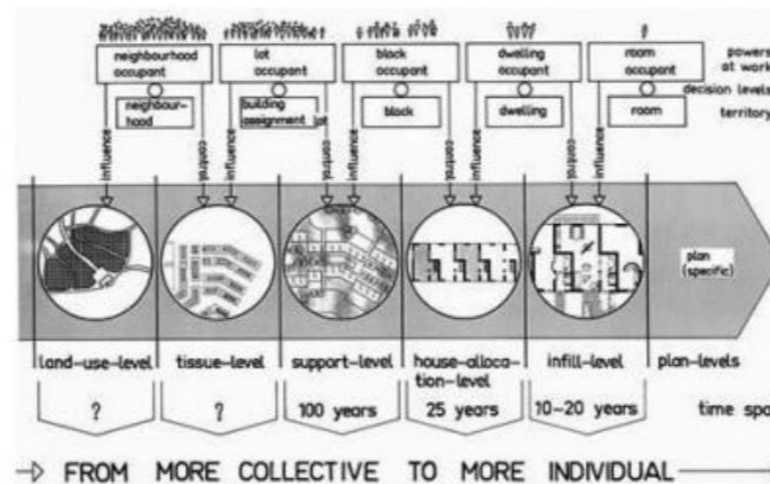 neighbourhood occupant
lot occupant
block occupant
dwelling occupant
room occupant
powers at work
decision levels
neighbour-hood
building assignment lot
block
dwelling
room
territory
influence
control
influence
control
influence
control
influence
control
influence
plan (specific)
land-use-level
tissue-level
support-level
house-alloca-
tion-level
infill-level
plan-levels
?
?
100 years
25 years
10-20 years
time spa
FROM MORE COLLECTIVE TO MORE INDIVIDUAL